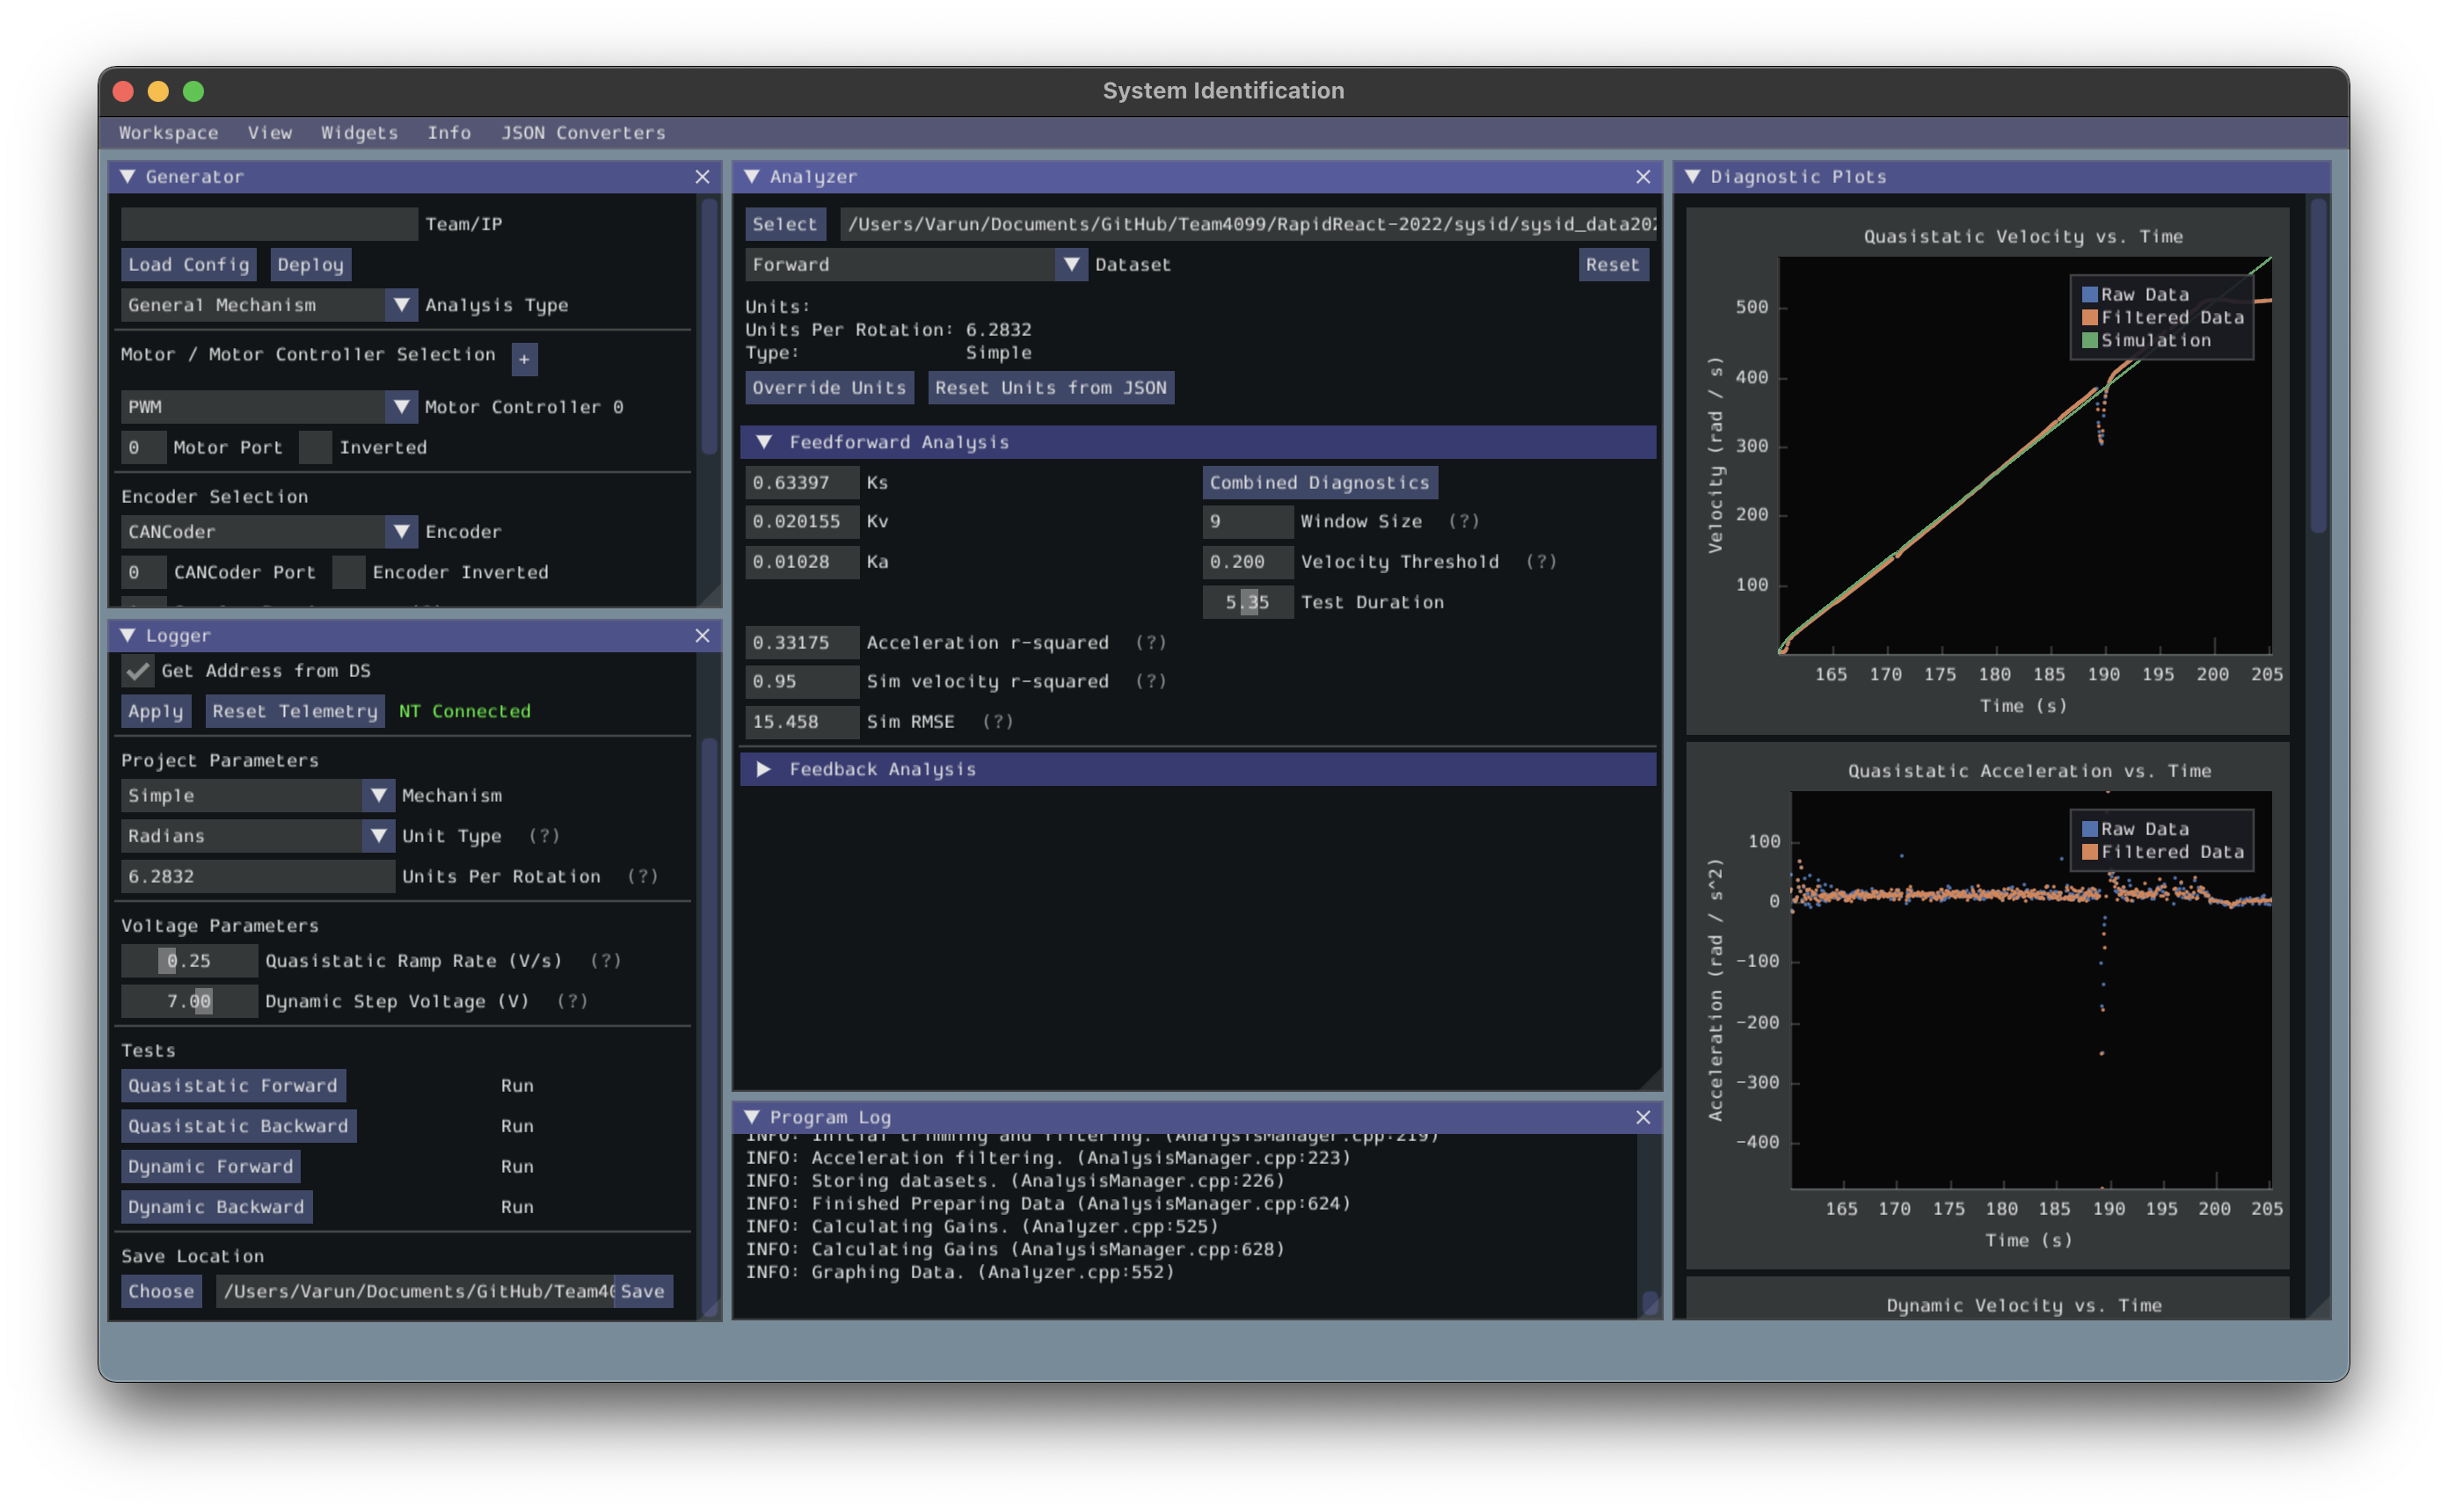 System Identification
Workspace View Widgets Info JSON Converters
Generator
Team/IP
Load Config Deploy
General Mechanism Analysis Type
Motor / Motor Controller Selection +
PWM Motor Controller 0
0 Motor Port Inverted
Encoder Selection
CANCoder Encoder
0 CANCoder Port Encoder Inverted
Logger
Get Address from DS
Apply Reset Telemetry NT Connected
Project Parameters
Simple Mechanism
Radians Unit Type (?)
6.2832 Units Per Rotation (?)
Voltage Parameters
0.25 Quasistatic Ramp Rate (V/s) (?)
7.00 Dynamic Step Voltage (V) (?)
Tests
Quasistatic Forward Run
Quasistatic Backward Run
Dynamic Forward Run
Dynamic Backward Run
Save Location
Choose /Users/Varun/Documents/GitHub/Team40 Save
Analyzer
Select /Users/Varun/Documents/GitHub/Team4099/RapidReact-2022/sysid/sysid_data202
Forward Dataset Reset
Units:
Units Per Rotation: 6.2832
Type: Simple
Override Units Reset Units from JSON
Feedforward Analysis
0.63397 Ks Combined Diagnostics
0.020155 Kv 9 Window Size (?)
0.01028 Ka 0.200 Velocity Threshold (?)
5.35 Test Duration
0.33175 Acceleration r-squared (?)
0.95 Sim velocity r-squared (?)
15.458 Sim RMSE (?)
Feedback Analysis
Program Log
INFO: Initial trimming and filtering. (AnalysisManager.cpp:219)
INFO: Acceleration filtering. (AnalysisManager.cpp:223)
INFO: Storing datasets. (AnalysisManager.cpp:226)
INFO: Finished Preparing Data (AnalysisManager.cpp:624)
INFO: Calculating Gains. (Analyzer.cpp:525)
INFO: Calculating Gains (AnalysisManager.cpp:628)
INFO: Graphing Data. (Analyzer.cpp:552)
Diagnostic Plots
Quasistatic Velocity vs. Time
Raw Data
Filtered Data
Simulation
Velocity (rad / s)
500
400
300
200
100
165 170 175 180 185 190 195 200 205
Time (s)
Quasistatic Acceleration vs. Time
Raw Data
Filtered Data
Acceleration (rad / s^2)
100
0
-100
-200
-300
-400
165 170 175 180 185 190 195 200 205
Time (s)
Dynamic Velocity vs. Time